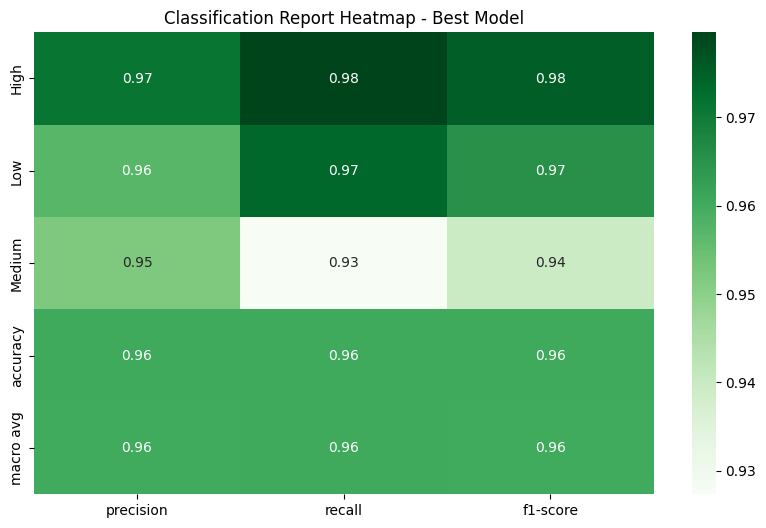 Classification Report Heatmap - Best Model
High 0.97 0.98 0.98
Low 0.96 0.97 0.97
Medium 0.95 0.93 0.94
accuracy 0.96 0.96 0.96
macro avg 0.96 0.96 0.96
precision recall f1-score
0.97
0.96
0.95
0.94
0.93